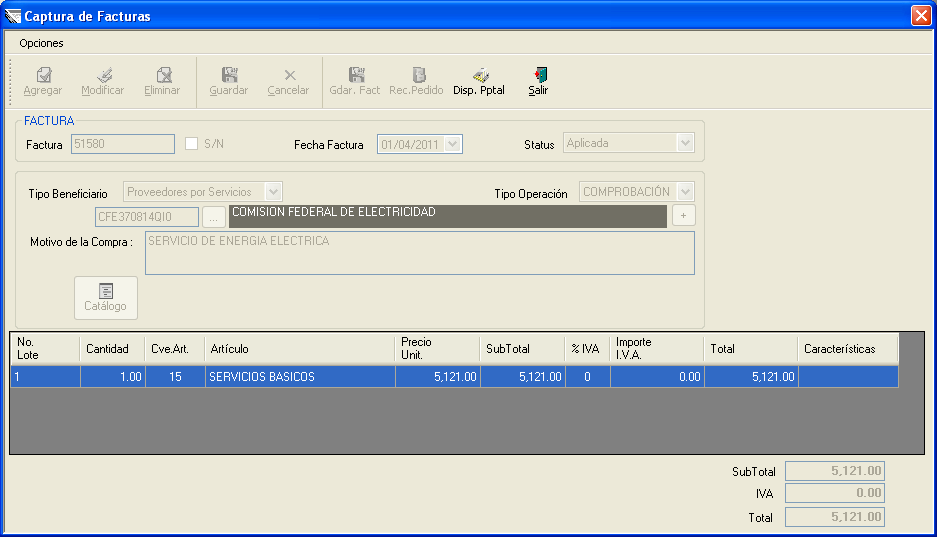 Captura de Facturas
Opciones
Agregar Modificar Eliminar Guardar Cancelar Gdar. Fact Rec.Pedido Disp. Pptal Salir
FACTURA
Factura 51580 S/N Fecha Factura 01/04/2011 Status Aplicada
Tipo Beneficiario Proveedores por Servicios Tipo Operación COMPROBACIÓN
CFE370814QI0 ... COMISION FEDERAL DE ELECTRICIDAD +
Motivo de la Compra : SERVICIO DE ENERGIA ELECTRICA
Catálogo
No. Lote Cantidad Cve.Art. Artículo Precio Unit. SubTotal % IVA Importe I.V.A. Total Características
1 1.00 15 SERVICIOS BASICOS 5,121.00 5,121.00 0 0.00 5,121.00
SubTotal 5,121.00
IVA 0.00
Total 5,121.00